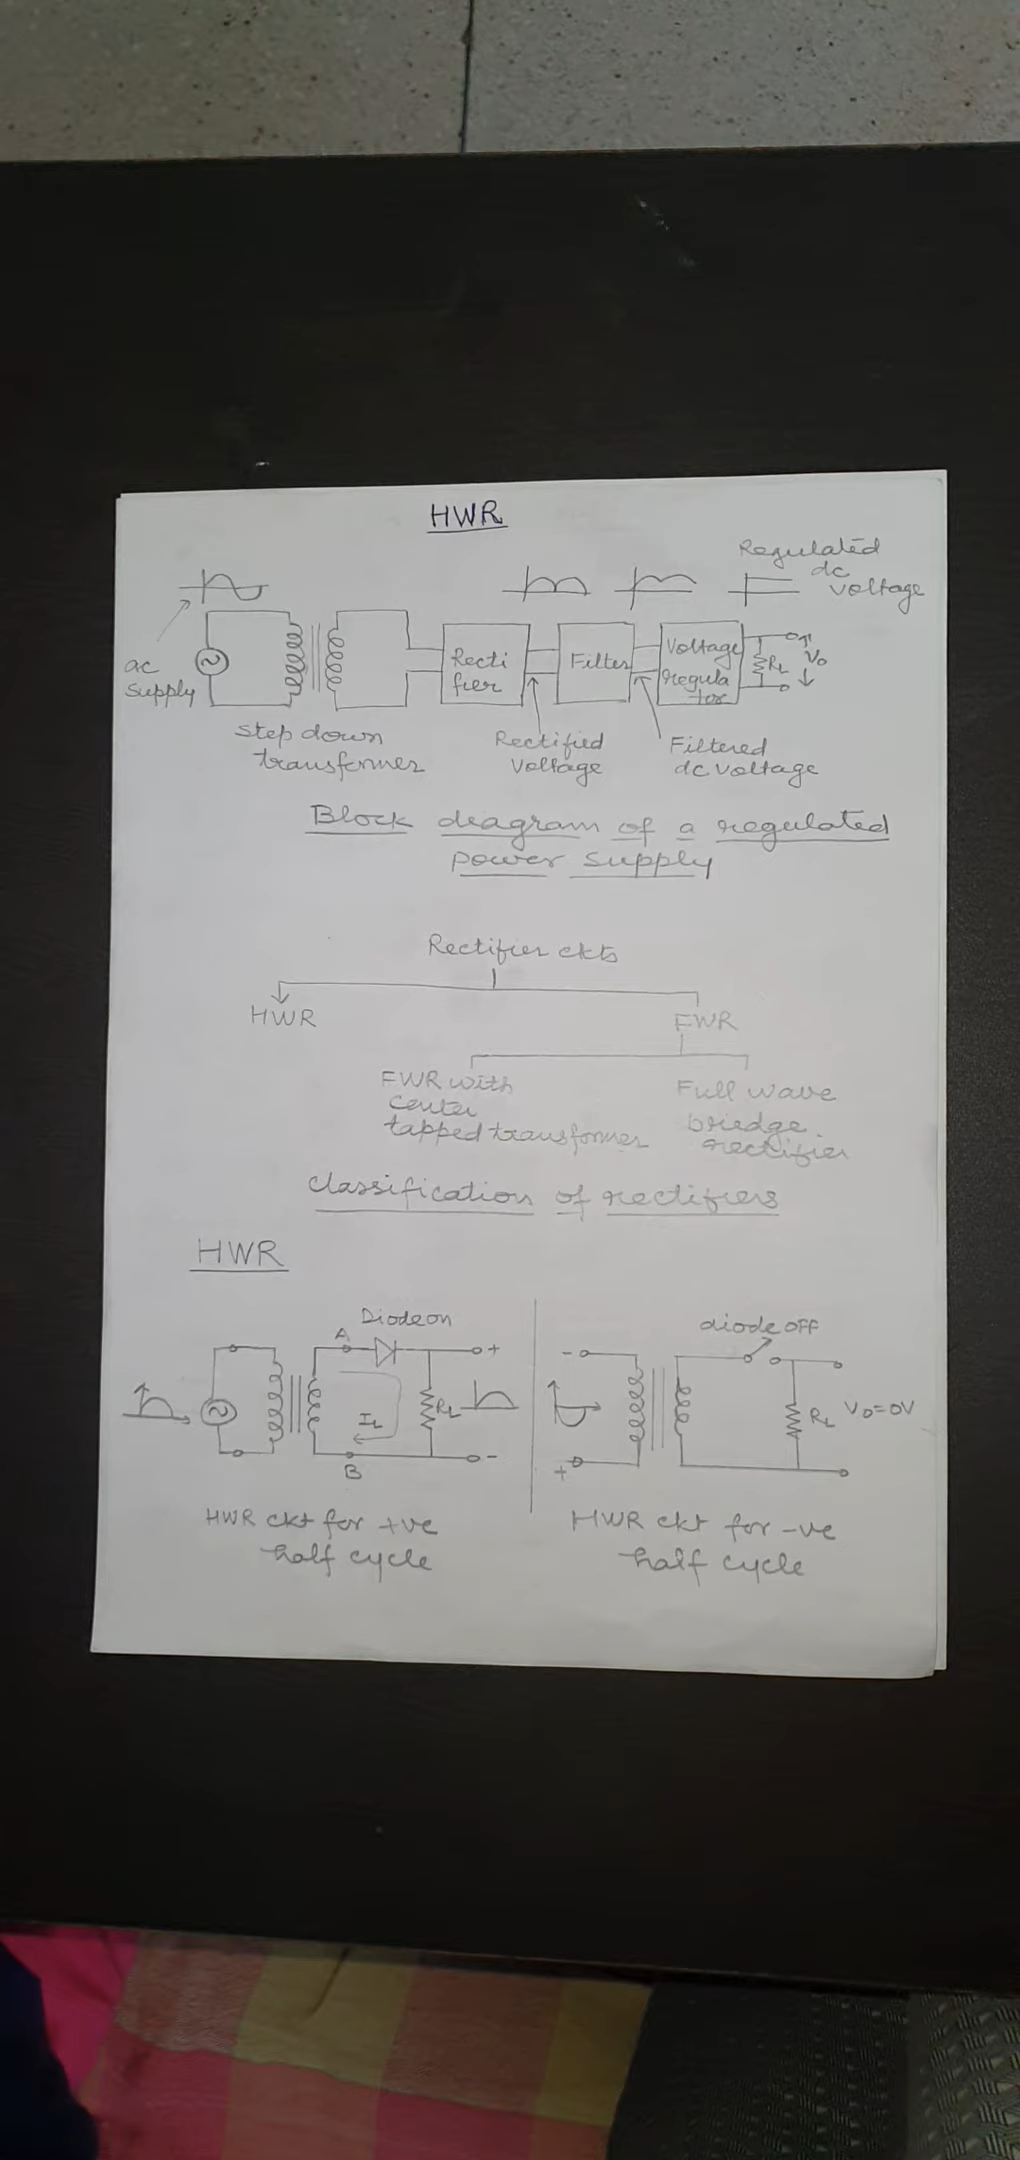 HWR
Regulated
dc
voltage
ac
supply
Recti
fier
Filter
Voltage
regula
tor
RL
Vo
step down
transformer
Rectified
voltage
Filtered
dc voltage
Block diagram of a regulated
power supply
Rectifier ckts
HWR
FWR
FWR with
center
tapped transformer
Full wave
bridge
rectifier
classification of rectifiers
HWR
Diode on
A
+
IL
RL
B
-
HWR ckt for +ve
half cycle
diode OFF
-
+
RL
Vo=0V
HWR ckt for -ve
half cycle